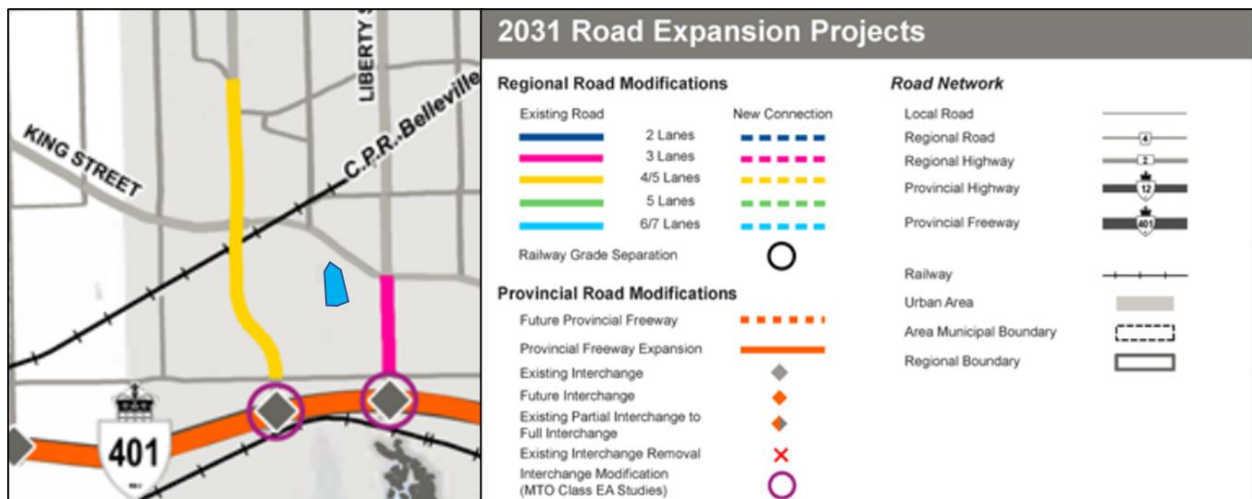 LIBERTY S
KING STREET
C.P.R.-Belleville
401
2031 Road Expansion Projects
Regional Road Modifications
Existing Road
New Connection
2 Lanes
3 Lanes
4/5 Lanes
5 Lanes
6/7 Lanes
Railway Grade Separation
Provincial Road Modifications
Future Provincial Freeway
Provincial Freeway Expansion
Existing Interchange
Future Interchange
Existing Partial Interchange to
Full Interchange
Existing Interchange Removal
Interchange Modification
(MTO Class EA Studies)
Road Network
Local Road
Regional Road
4
Regional Highway
2
Provincial Highway
12
Provincial Freeway
401
Railway
Urban Area
Area Municipal Boundary
Regional Boundary